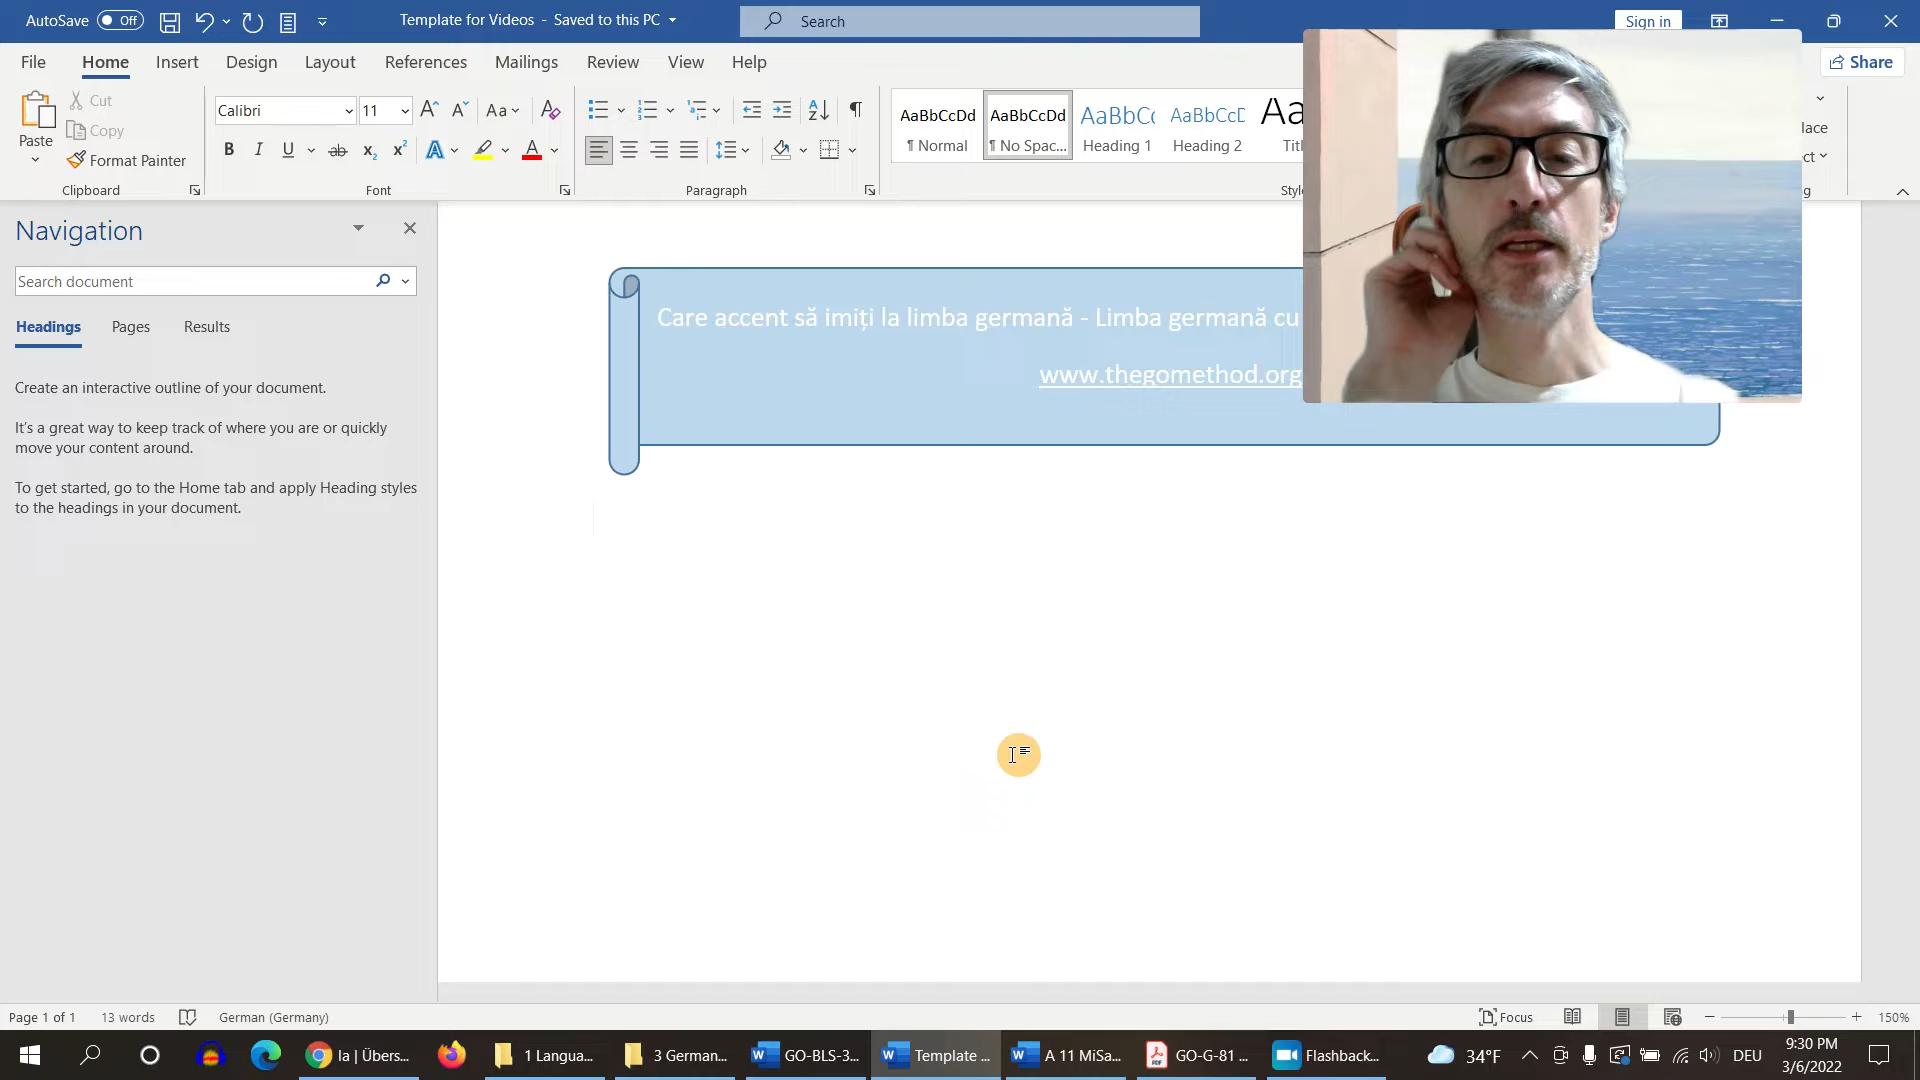 AutoSave Off Template for Videos - Saved to this PC Search Sign in
File Home Insert Design Layout References Mailings Review View Help Share
Paste Cut Copy Format Painter Clipboard
Calibri 11 Font
Paragraph
AaBbCcDd ¶ Normal
AaBbCcDd ¶ No Spac...
Heading 1
Heading 2
Navigation
Search document
Headings Pages Results
Create an interactive outline of your document.
It's a great way to keep track of where you are or quickly
move your content around.
To get started, go to the Home tab and apply Heading styles
to the headings in your document.
Care accent să imiți la limba germană - Limba germană cu
www.thegomethod.org
Page 1 of 1 13 words German (Germany) Focus 150%
la | Übers... 1 Langua... 3 German... GO-BLS-3... Template ... A 11 MiSa... GO-G-81 ... Flashback... 34°F DEU 9:30 PM
3/6/2022